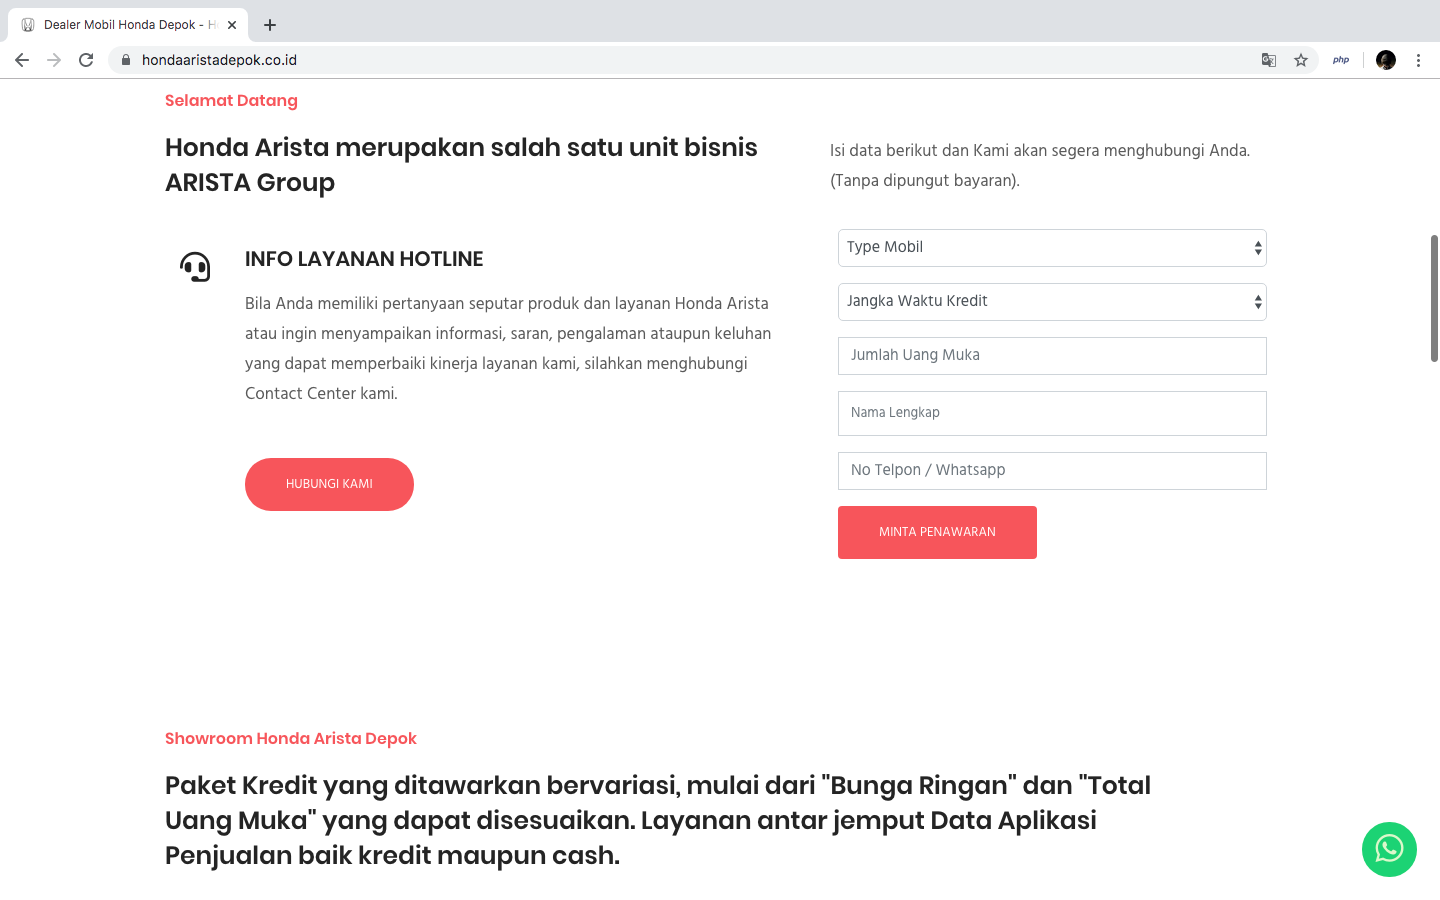 Dealer Mobil Honda Depok - H
hondaaristadepok.co.id
php
Selamat Datang
Honda Arista merupakan salah satu unit bisnis
ARISTA Group
INFO LAYANAN HOTLINE
Bila Anda memiliki pertanyaan seputar produk dan layanan Honda Arista
atau ingin menyampaikan informasi, saran, pengalaman ataupun keluhan
yang dapat memperbaiki kinerja layanan kami, silahkan menghubungi
Contact Center kami.
HUBUNGI KAMI
Isi data berikut dan Kami akan segera menghubungi Anda.
(Tanpa dipungut bayaran).
Type Mobil
Jangka Waktu Kredit
Jumlah Uang Muka
Nama Lengkap
No Telpon / Whatsapp
MINTA PENAWARAN
Showroom Honda Arista Depok
Paket Kredit yang ditawarkan bervariasi, mulai dari "Bunga Ringan" dan "Total
Uang Muka" yang dapat disesuaikan. Layanan antar jemput Data Aplikasi
Penjualan baik kredit maupun cash.